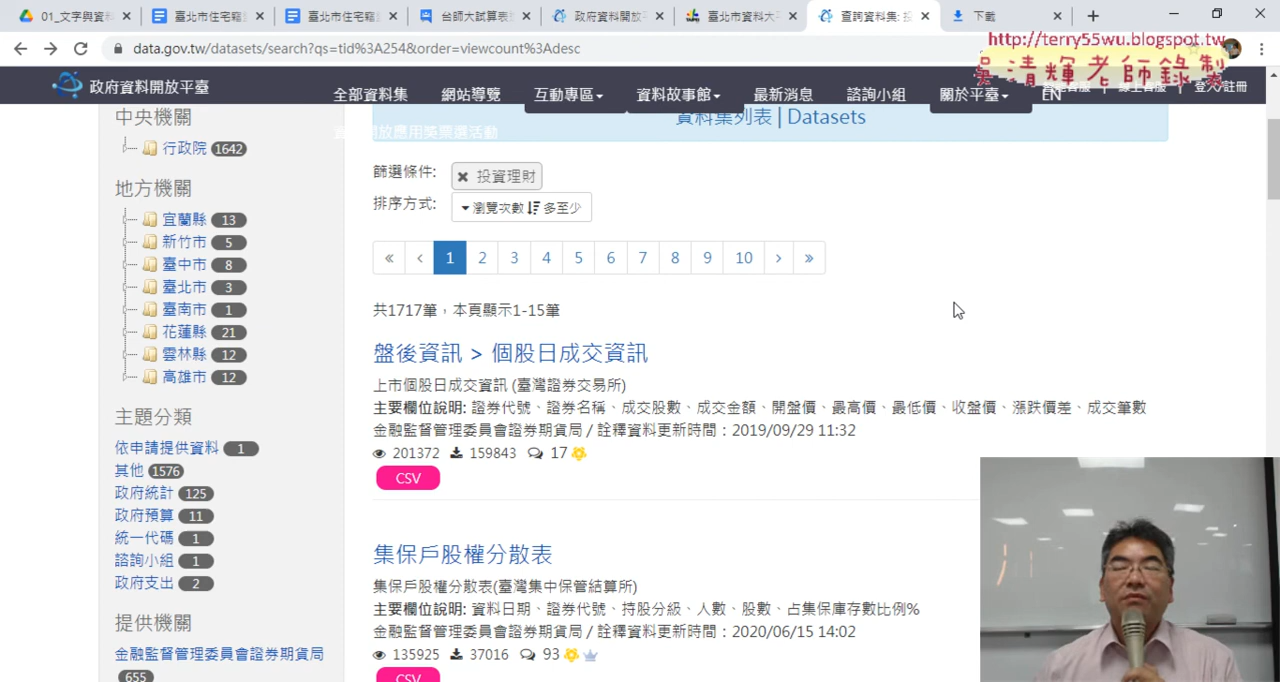 01_文字與資
臺北市住宅竊
臺北市住宅竊
台師大試算表
政府資料開放平
臺北市資料大平
查詢資料集: 投
下載
data.gov.tw/datasets/search?qs=tid%3A254&order=viewcount%3Adesc
http://terry55wu.blogspot.tw
吳清輝老師錄製
政府資料開放平臺
全部資料集 網站導覽 互動專區 資料故事館 最新消息 諮詢小組 關於平臺 EN
登入/註冊
開放應用獎票選活動
中央機關
行政院 1642
地方機關
宜蘭縣 13
新竹市 5
臺中市 8
臺北市 3
臺南市 1
花蓮縣 21
雲林縣 12
高雄市 12
主題分類
依申請提供資料 1
其他 1576
政府統計 125
政府預算 11
統一代碼 1
諮詢小組 1
政府支出 2
提供機關
金融監督管理委員會證券期貨局
655
資料集列表 | Datasets
篩選條件: ✖ 投資理財
排序方式: 瀏覽次數 多至少
« ‹ 1 2 3 4 5 6 7 8 9 10 › »
共1717筆，本頁顯示1-15筆
盤後資訊 > 個股日成交資訊
上市個股日成交資訊 (臺灣證券交易所)
主要欄位說明: 證券代號、證券名稱、成交股數、成交金額、開盤價、最高價、最低價、收盤價、漲跌價差、成交筆數
金融監督管理委員會證券期貨局 / 詮釋資料更新時間：2019/09/29 11:32
201372 159843 17
CSV
集保戶股權分散表
集保戶股權分散表(臺灣集中保管結算所)
主要欄位說明: 資料日期、證券代號、持股分級、人數、股數、占集保庫存數比例%
金融監督管理委員會證券期貨局 / 詮釋資料更新時間：2020/06/15 14:02
135925 37016 93
CSV